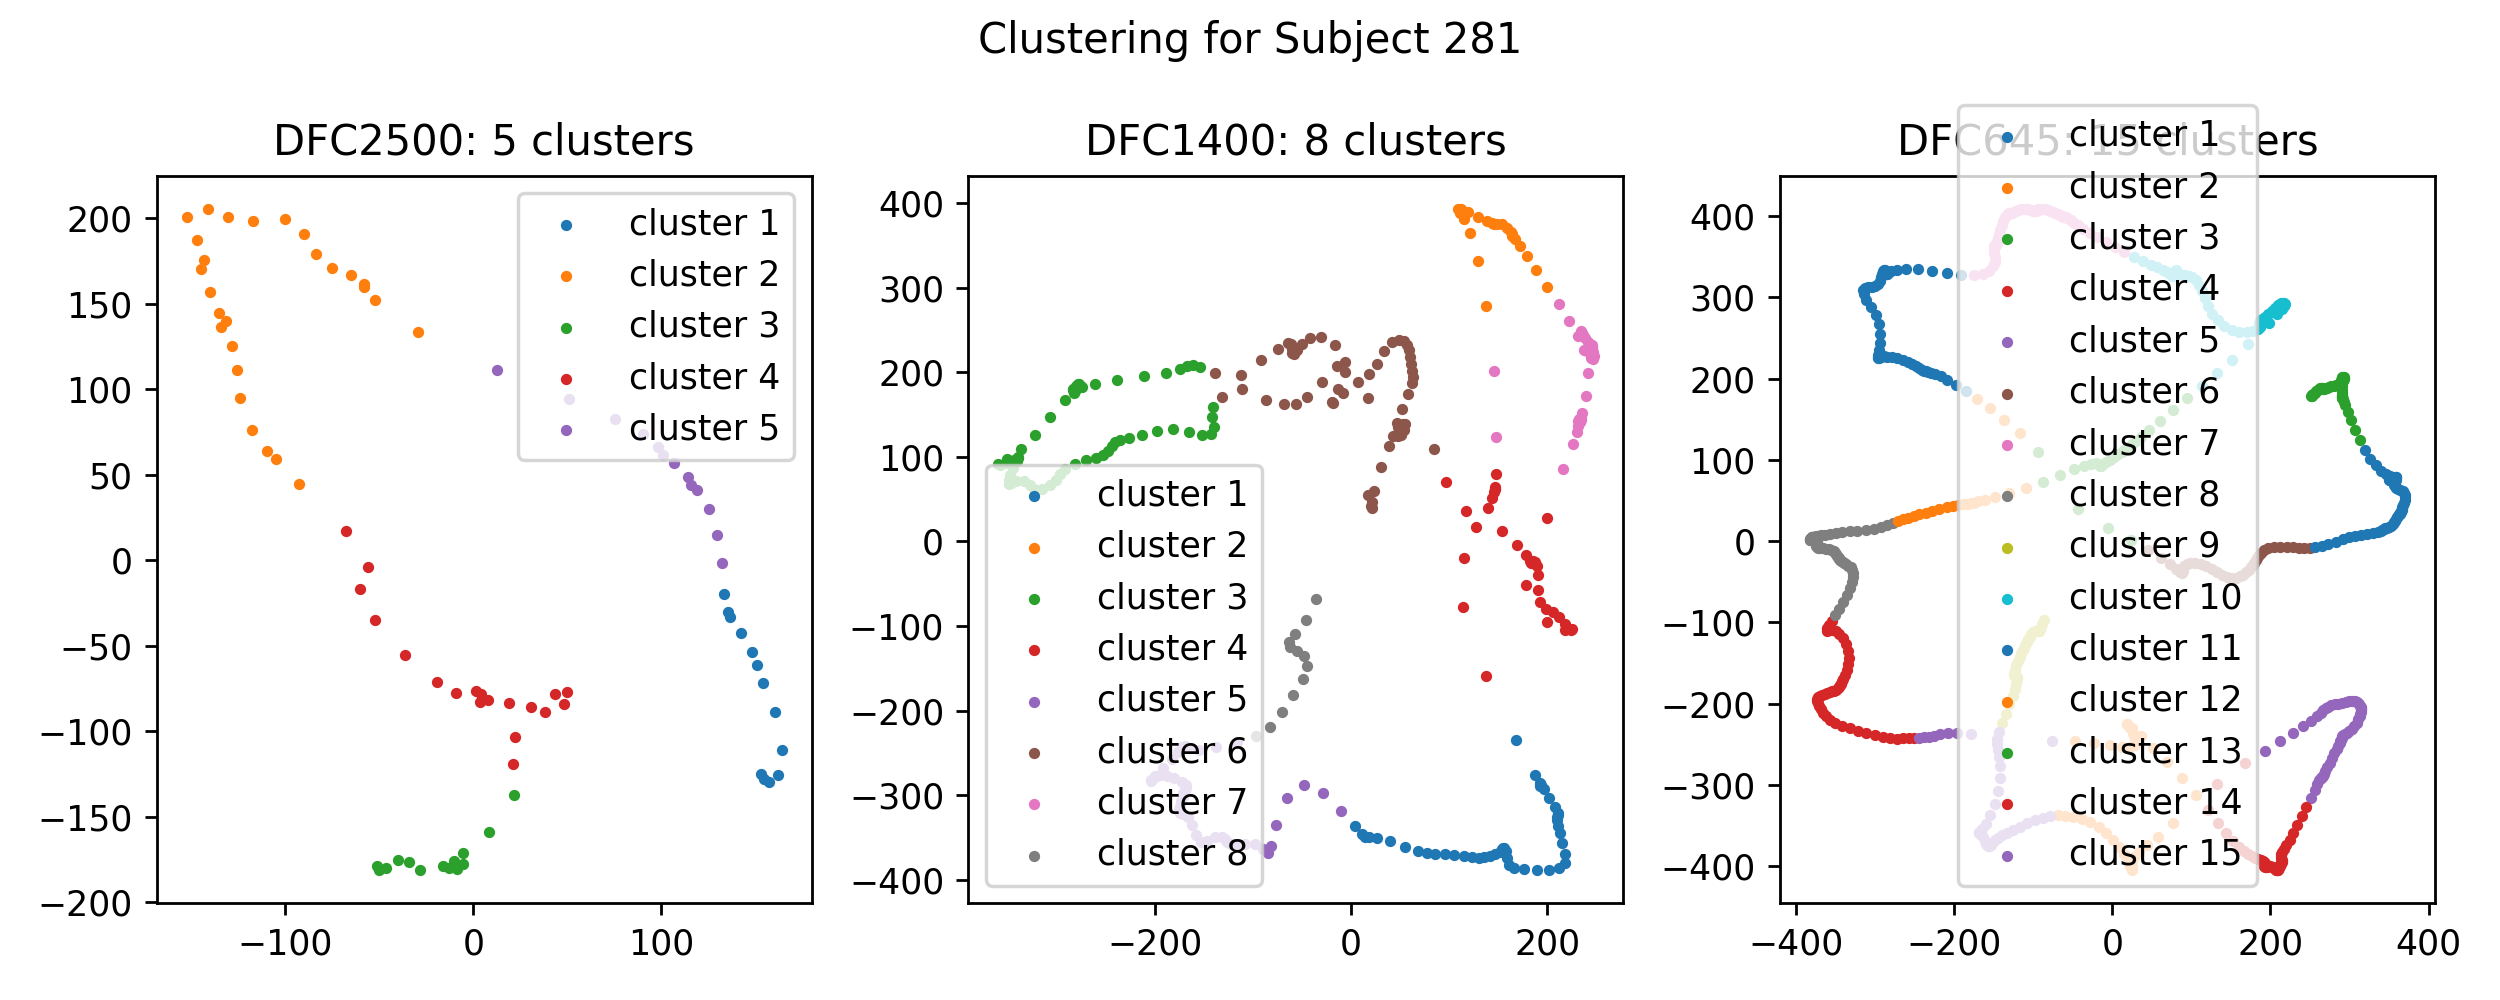 Clustering for Subject 281
DFC2500: 5 clusters
200
150
100
50
0
−50
−100
−150
−200
−100
0
100
cluster 1
cluster 2
cluster 3
cluster 4
cluster 5
DFC1400: 8 clusters
400
300
200
100
0
−100
−200
−300
−400
−200
0
200
cluster 1
cluster 2
cluster 3
cluster 4
cluster 5
cluster 6
cluster 7
cluster 8
DFC645: 15 clusters
400
300
200
100
0
−100
−200
−300
−400
−400
−200
0
200
400
cluster 1
cluster 2
cluster 3
cluster 4
cluster 5
cluster 6
cluster 7
cluster 8
cluster 9
cluster 10
cluster 11
cluster 12
cluster 13
cluster 14
cluster 15